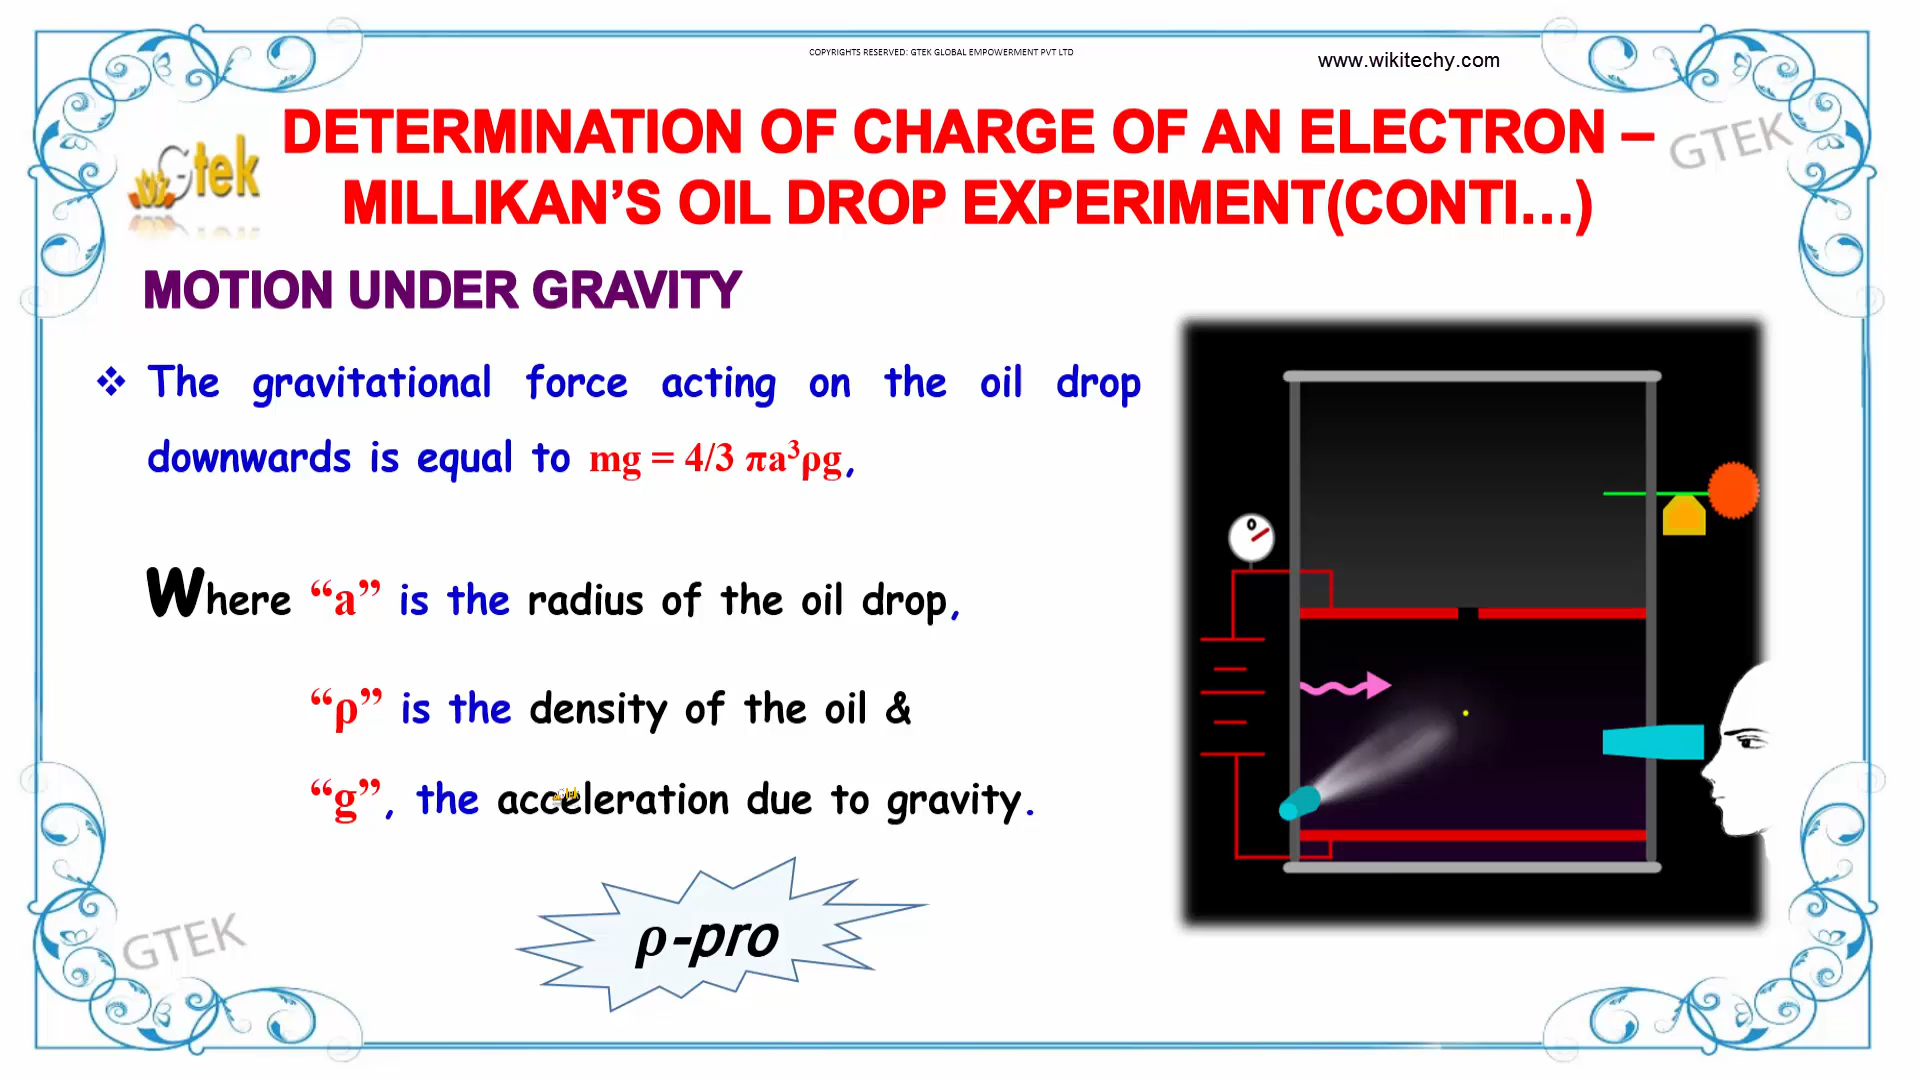 COPYRIGHTS RESERVED: GTEK GLOBAL EMPOWERMENT PVT LTD
www.wikitechy.com
DETERMINATION OF CHARGE OF AN ELECTRON –
MILLIKAN’S OIL DROP EXPERIMENT(CONTI...)
Gtek
GTEK
MOTION UNDER GRAVITY
❖ The gravitational force acting on the oil drop
downwards is equal to mg = 4/3 πa³ρg,
Where “a” is the radius of the oil drop,
“ρ” is the density of the oil &
“g”, the acceleration due to gravity.
Gtek
ρ-pro
GTEK
0